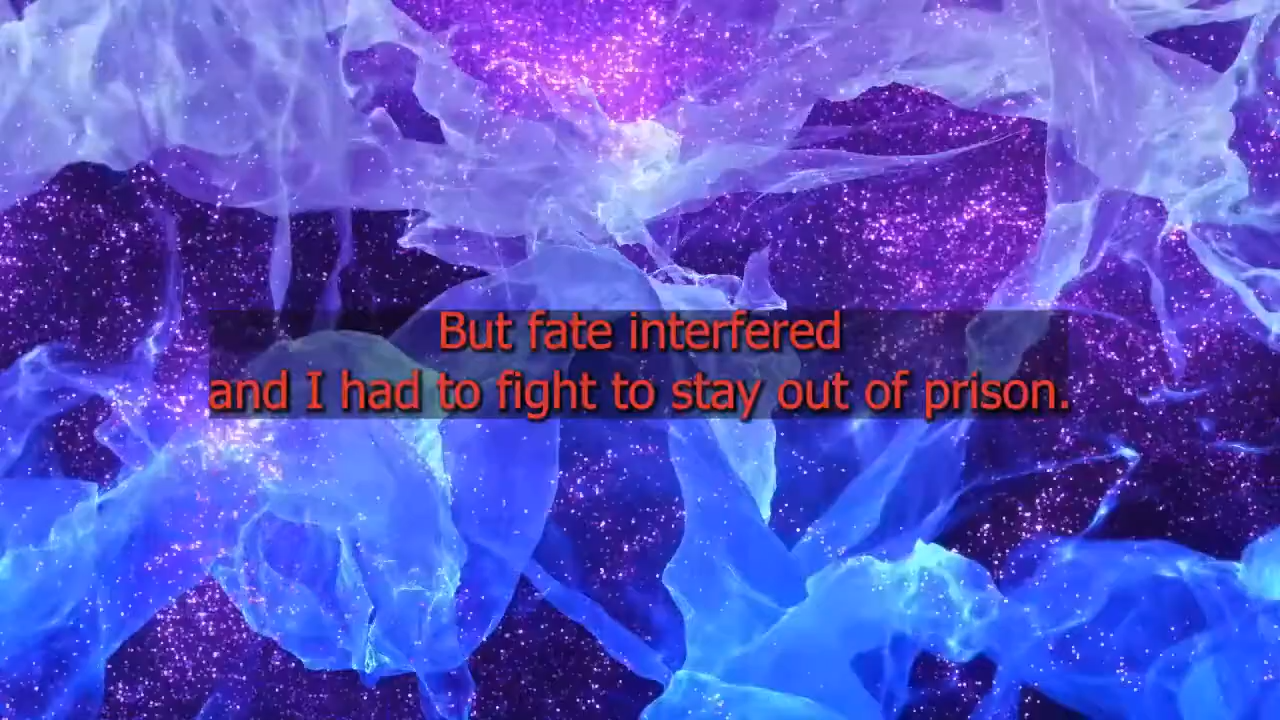 But fate interfered
and I had to fight to stay out of prison.